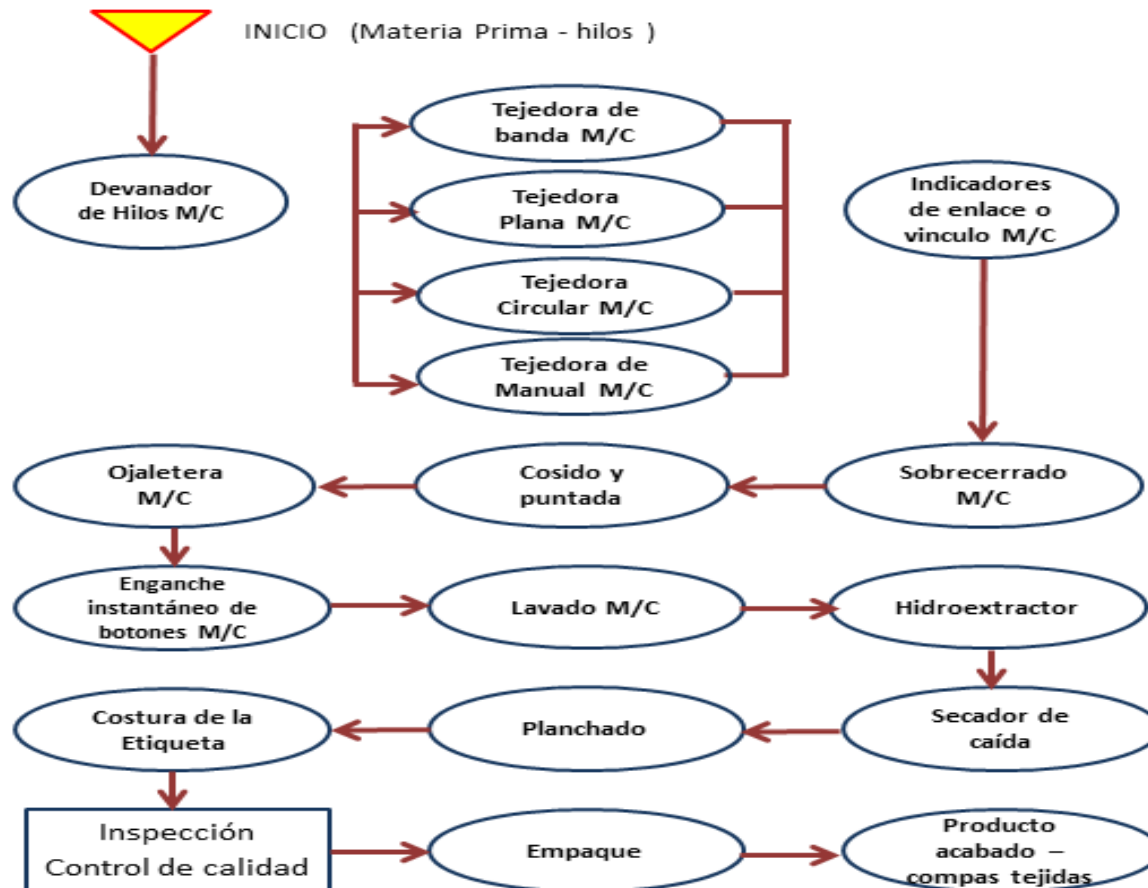 INICIO (Materia Prima - hilos )
Devanador
de Hilos M/C
Tejedora de
banda M/C
Tejedora
Plana M/C
Tejedora
Circular M/C
Tejedora de
Manual M/C
Indicadores
de enlace o
vinculo M/C
Sobrecerrado
M/C
Cosido y
puntada
Ojaletera
M/C
Enganche
instantáneo de
botones M/C
Lavado M/C
Hidroextractor
Secador de
caída
Planchado
Costura de la
Etiqueta
Inspección
Control de calidad
Empaque
Producto
acabado –
compas tejidas